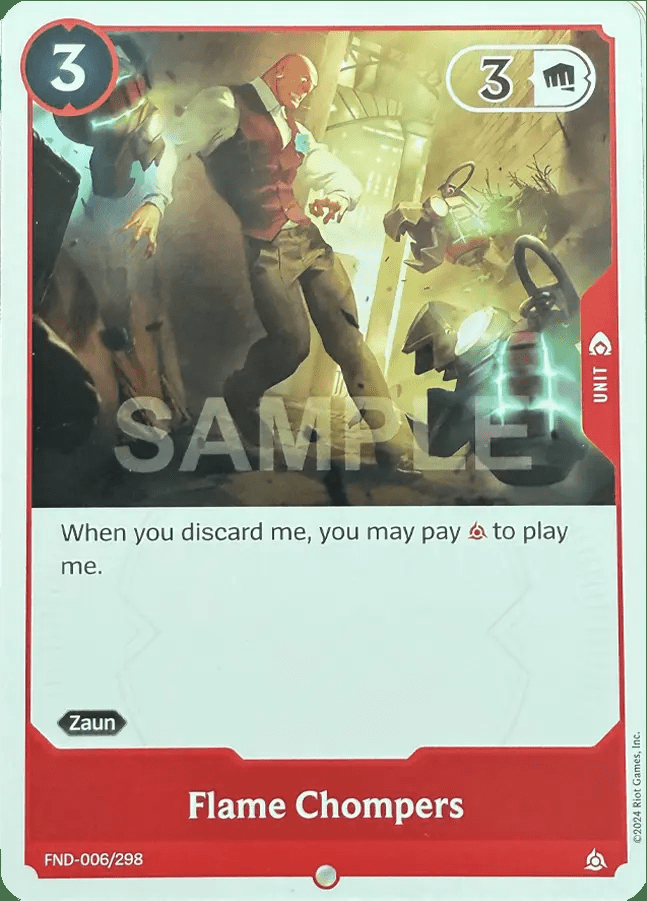 3
3
UNIT
SAMPLE
When you discard me, you may pay to play
me.
Zaun
Flame Chompers
FND-006/298
©2024 Riot Games, Inc.